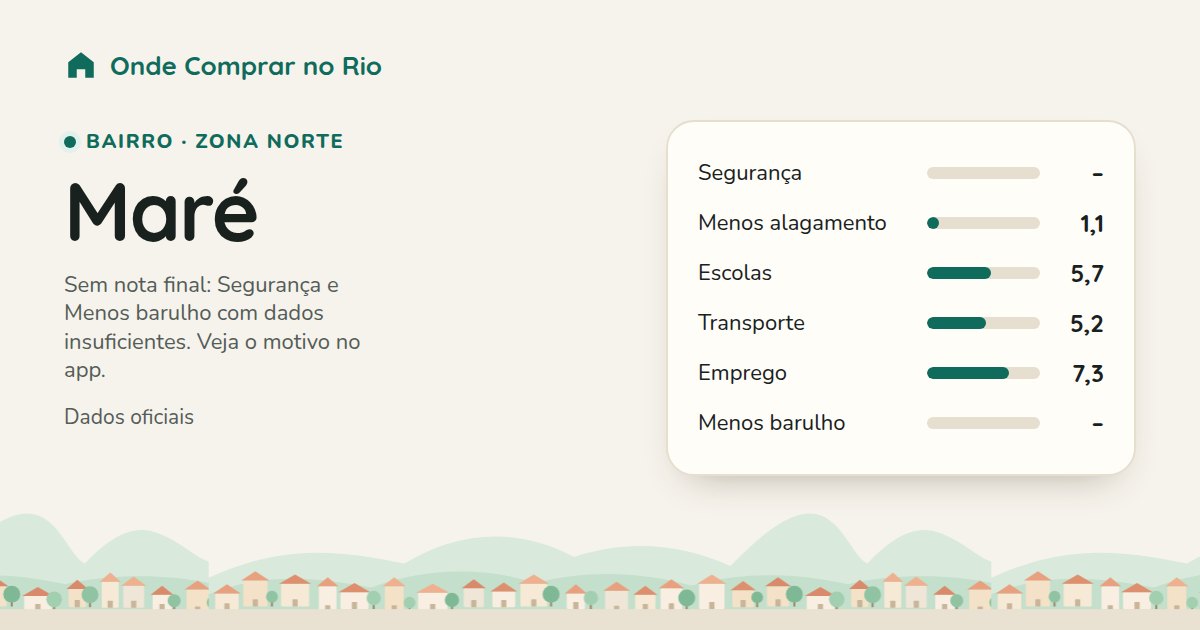 Onde Comprar no Rio
BAIRRO · ZONA NORTE
Maré
Sem nota final: Segurança e
Menos barulho com dados
insuficientes. Veja o motivo no
app.
Dados oficiais
Segurança –
Menos alagamento 1,1
Escolas 5,7
Transporte 5,2
Emprego 7,3
Menos barulho –